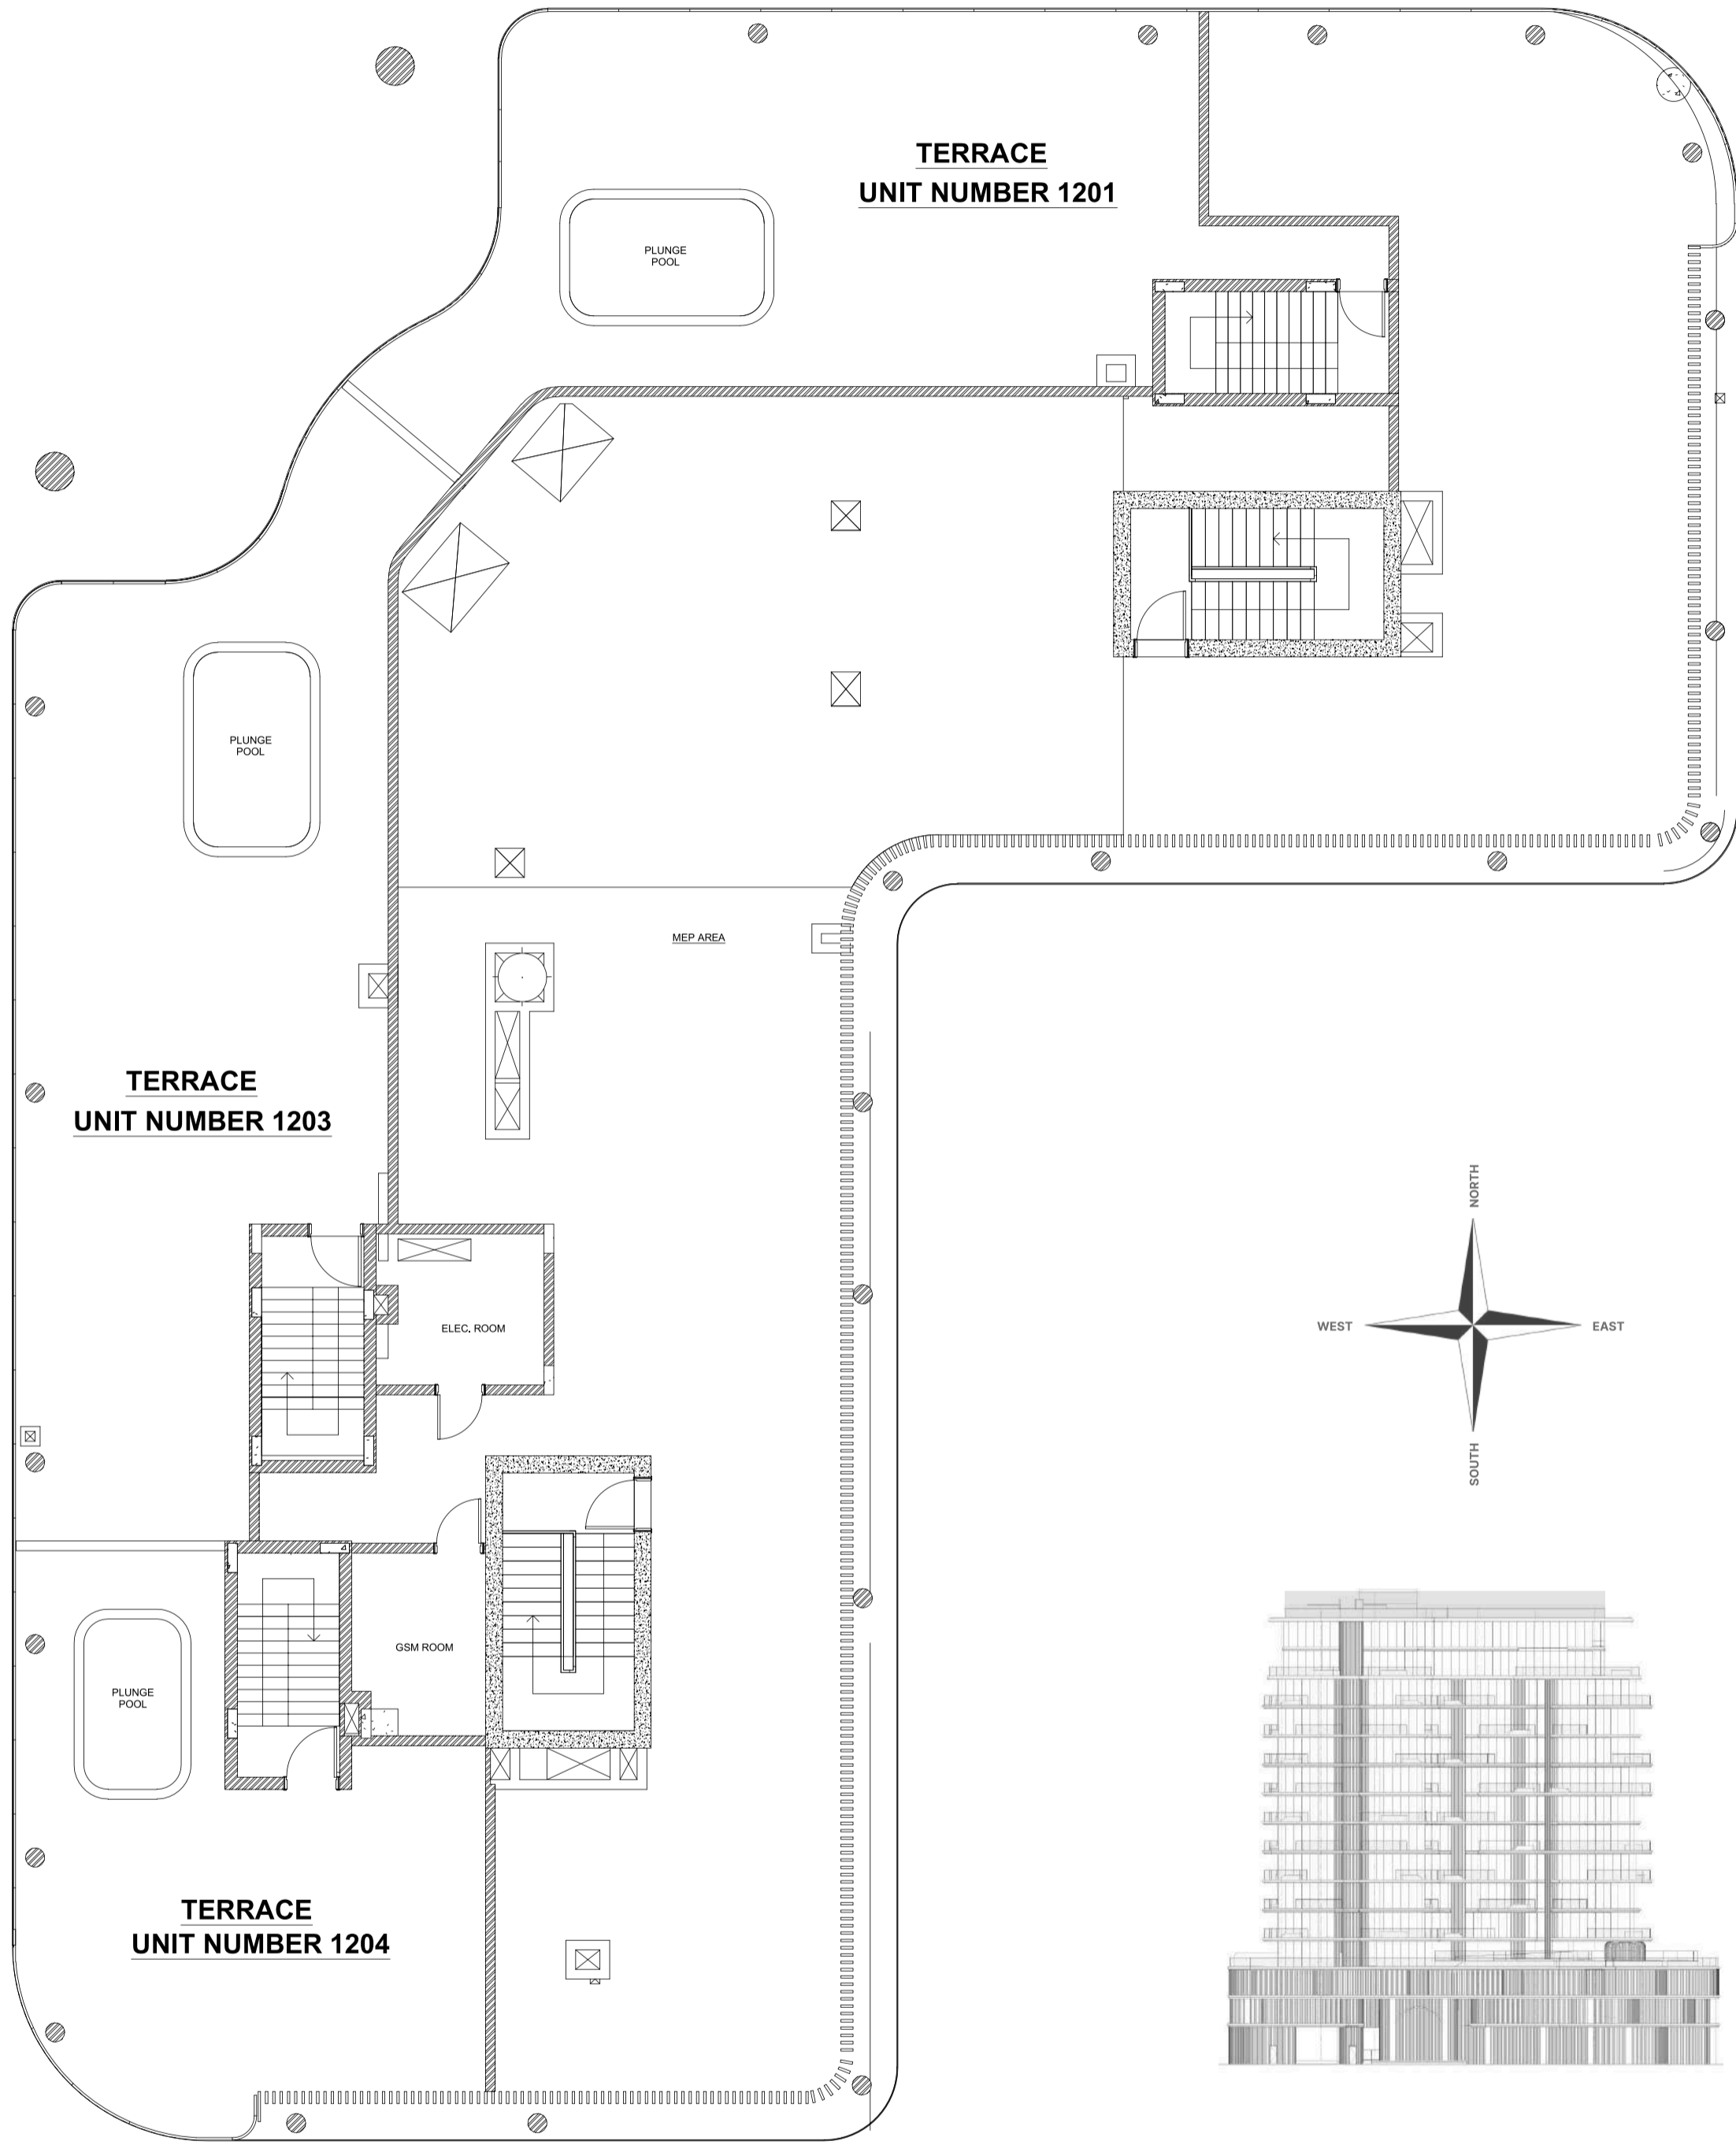 TERRACE
UNIT NUMBER 1201
PLUNGE
POOL
PLUNGE
POOL
MEP AREA
TERRACE
UNIT NUMBER 1203
NORTH
WEST
EAST
SOUTH
ELEC. ROOM
GSM ROOM
PLUNGE
POOL
TERRACE
UNIT NUMBER 1204